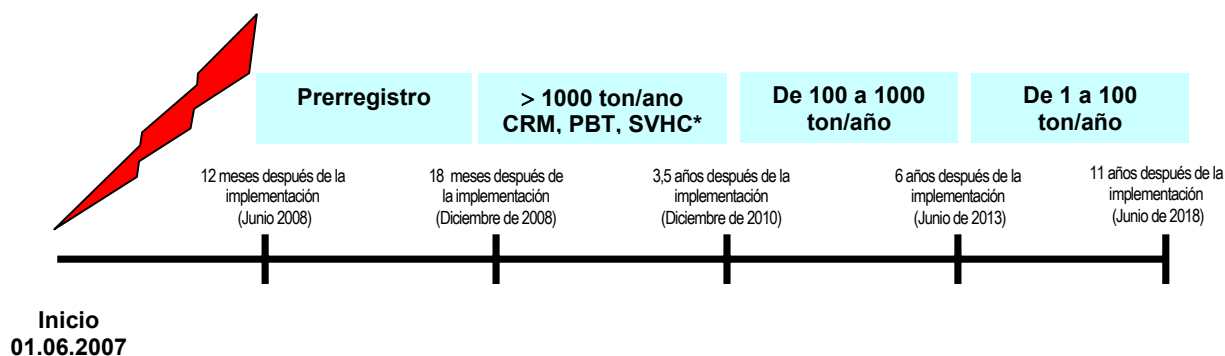 Prerregistro
> 1000 ton/ano
CRM, PBT, SVHC*
De 100 a 1000
ton/año
De 1 a 100
ton/año
12 meses después de la
implementación
(Junio 2008)
18 meses después de
la implementación
(Diciembre de 2008)
3,5 años después de la
implementación
(Diciembre de 2010)
6 años después de la
implementación
(Junio de 2013)
11 años después de la
implementación
(Junio de 2018)
Inicio
01.06.2007